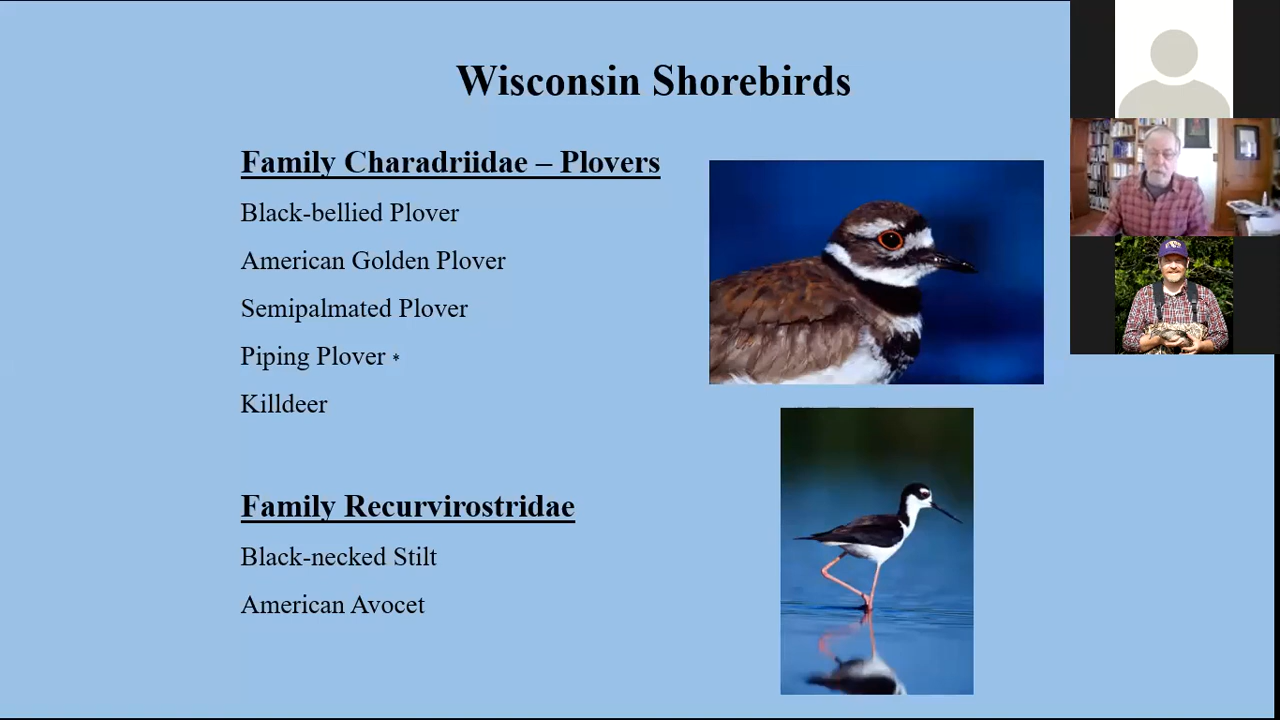 Wisconsin Shorebirds
Family Charadriidae – Plovers
Black-bellied Plover
American Golden Plover
Semipalmated Plover
Piping Plover *
Killdeer
Family Recurvirostridae
Black-necked Stilt
American Avocet